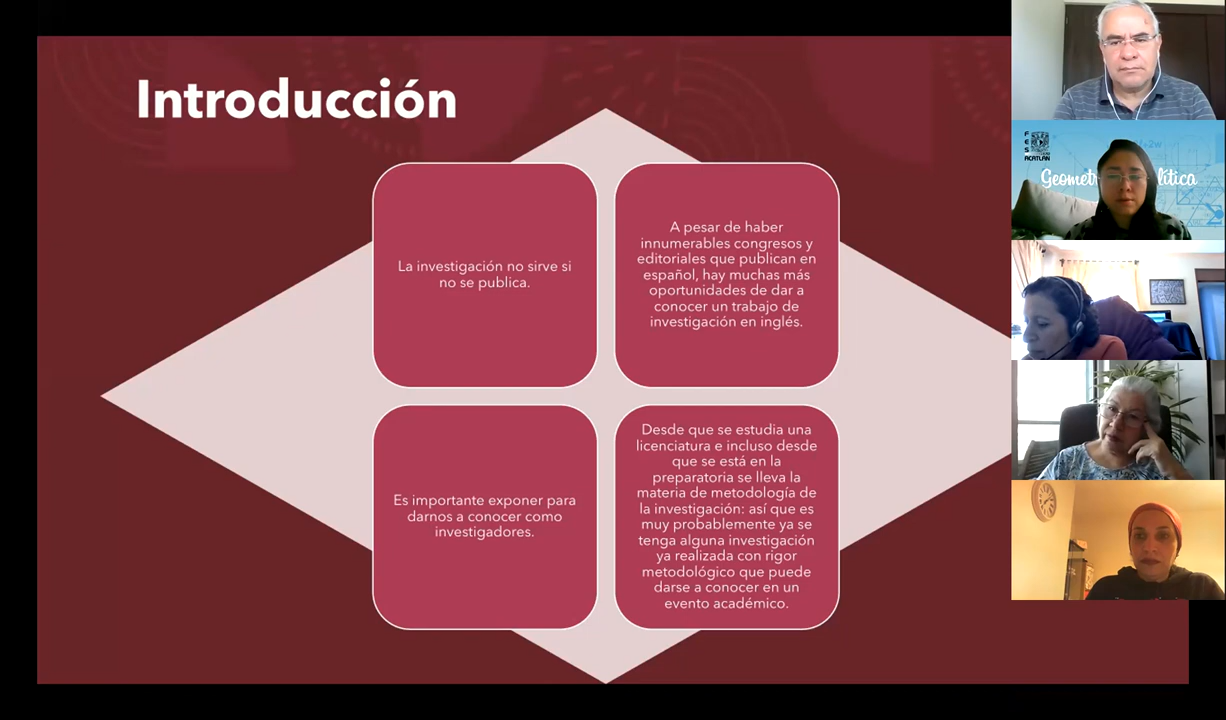 Introducción
La investigación no sirve si
no se publica.
A pesar de haber
innumerables congresos y
editoriales que publican en
español, hay muchas más
oportunidades de dar a
conocer un trabajo de
investigación en inglés.
Es importante exponer para
darnos a conocer como
investigadores.
Desde que se estudia una
licenciatura e incluso desde
que se está en la
preparatoria se lleva la
materia de metodología de
la investigación: así que es
muy probablemente ya se
tenga alguna investigación
ya realizada con rigor
metodológico que puede
darse a conocer en un
evento académico.
FES
ACATLÁN